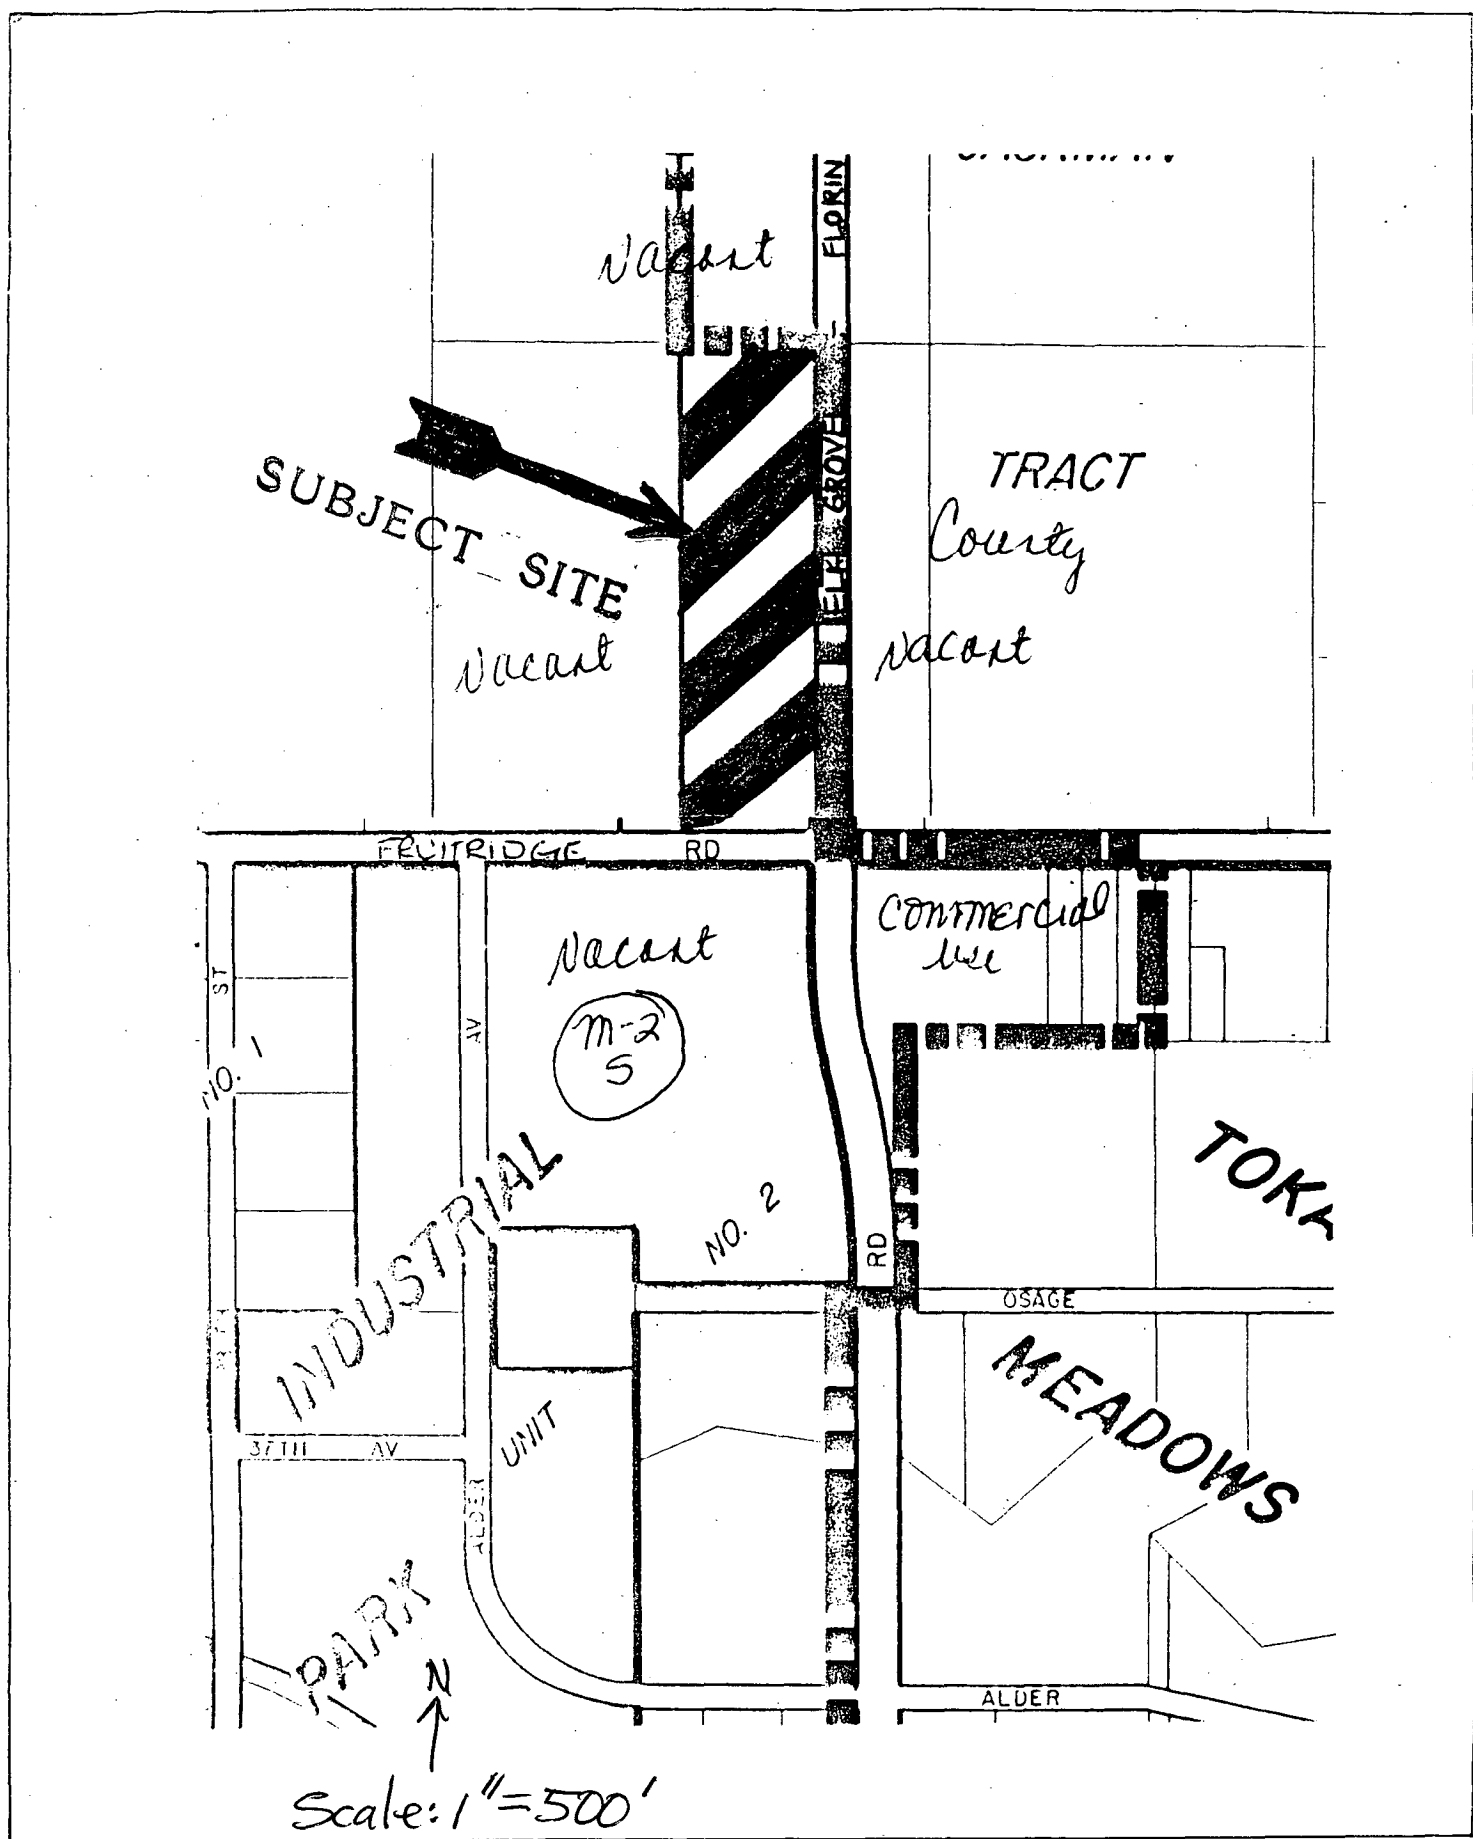 FLORIN
Vacant
ELK GROVE
TRACT
SUBJECT SITE
County
Vacant
Vacant
FRUITRIDGE RD
Commercial
Use
Vacant
ST
M-2
S
AV
NO. 1
TOKA
INDUSTRIAL
NO. 2
RD
OSAGE
MEADOWS
UNIT
37TH AV
ALDER
PARK
N
ALDER
Scale: 1"=500'